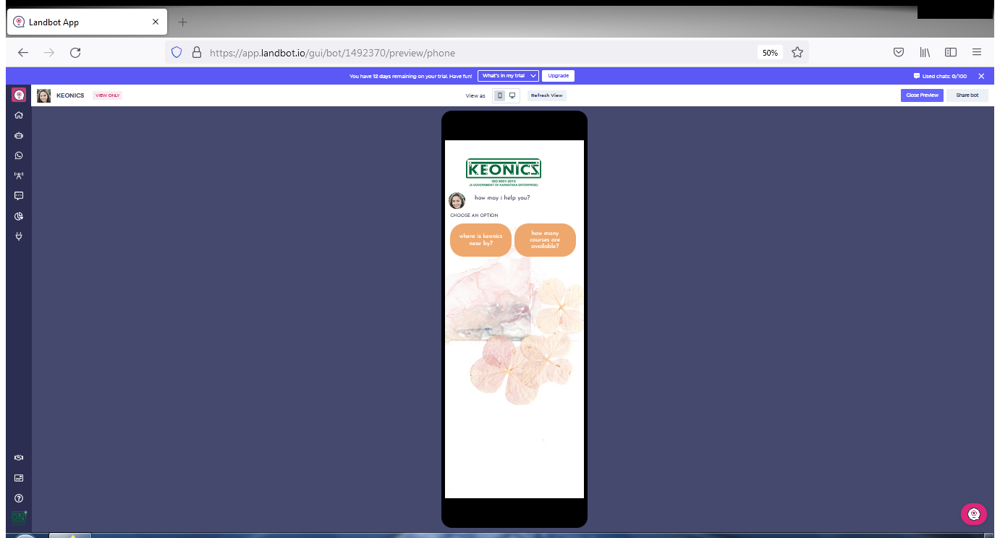 Landbot App
https://app.landbot.io/gui/bot/1492370/preview/phone
50%
You have 12 days remaining on your trial. Have fun!
What's in my trial
Upgrade
Used chats: 0/100
KEONICS
VIEW ONLY
View as
Refresh View
Close Preview
Share bot
KEONICS
ISO 9001-2015
(A GOVERNMENT OF KARNATAKA ENTERPRISE)
how may i help you?
CHOOSE AN OPTION
where is keonics
near by?
how many
courses are
available?